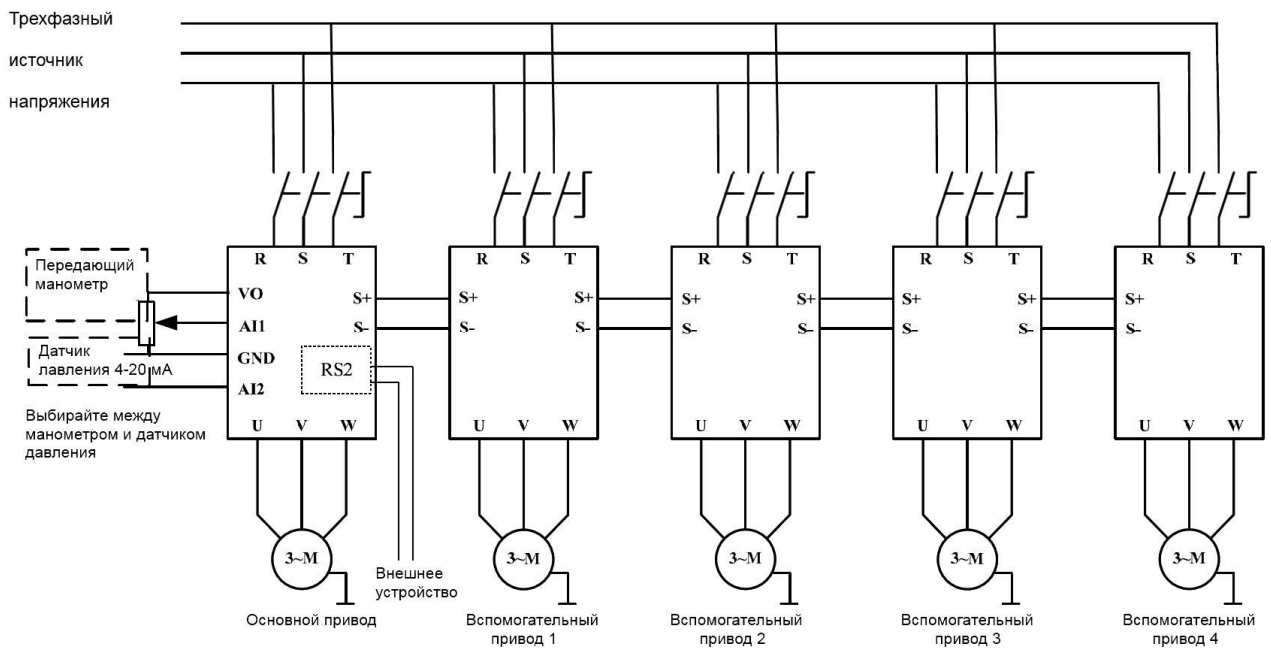 Трехфазный
источник
напряжения
R S T
R S T
R S T
R S T
R S T
Передающий
манометр
VO
AI1
GND
AI2
S+
S-
RS2
Датчик
лавления 4-20 мА
Выбирайте между
манометром и датчиком
давления
S+ S+
S- S-
S+ S+
S- S-
S+ S+
S- S-
S+
S-
U V W
U V W
U V W
U V W
U V W
3~M
3~M
3~M
3~M
3~M
Внешнее
устройство
Основной привод
Вспомогательный
привод 1
Вспомогательный
привод 2
Вспомогательный
привод 3
Вспомогательный
привод 4